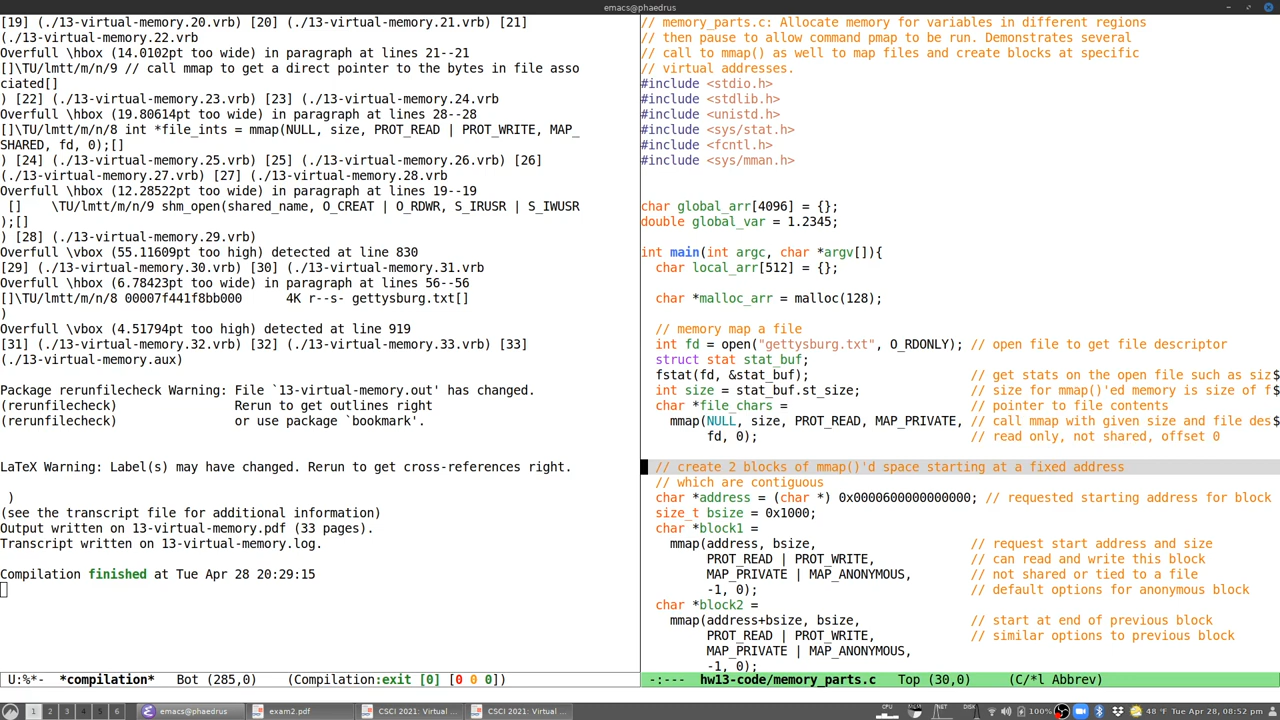 emacs@phaedrus
[19] (./13-virtual-memory.20.vrb) [20] (./13-virtual-memory.21.vrb) [21]
(./13-virtual-memory.22.vrb
Overfull \hbox (14.0102pt too wide) in paragraph at lines 21--21
[]\TU/lmtt/m/n/9 // call mmap to get a direct pointer to the bytes in file asso
ciated[]
) [22] (./13-virtual-memory.23.vrb) [23] (./13-virtual-memory.24.vrb
Overfull \hbox (19.80614pt too wide) in paragraph at lines 28--28
[]\TU/lmtt/m/n/8 int *file_ints = mmap(NULL, size, PROT_READ | PROT_WRITE, MAP_
SHARED, fd, 0);[]
) [24] (./13-virtual-memory.25.vrb) [25] (./13-virtual-memory.26.vrb) [26]
(./13-virtual-memory.27.vrb) [27] (./13-virtual-memory.28.vrb
Overfull \hbox (12.28522pt too wide) in paragraph at lines 19--19
 []    \TU/lmtt/m/n/9 shm_open(shared_name, O_CREAT | O_RDWR, S_IRUSR | S_IWUSR
);[]
) [28] (./13-virtual-memory.29.vrb)
Overfull \vbox (55.11609pt too high) detected at line 830
[29] (./13-virtual-memory.30.vrb) [30] (./13-virtual-memory.31.vrb
Overfull \hbox (6.78423pt too wide) in paragraph at lines 56--56
[]\TU/lmtt/m/n/8 00007f441f8bb000      4K r--s- gettysburg.txt[]
)
Overfull \vbox (4.51794pt too high) detected at line 919
[31] (./13-virtual-memory.32.vrb) [32] (./13-virtual-memory.33.vrb) [33]
(./13-virtual-memory.aux)
Package rerunfilecheck Warning: File `13-virtual-memory.out' has changed.
(rerunfilecheck)                Rerun to get outlines right
(rerunfilecheck)                or use package `bookmark'.
LaTeX Warning: Label(s) may have changed. Rerun to get cross-references right.
 )
(see the transcript file for additional information)
Output written on 13-virtual-memory.pdf (33 pages).
Transcript written on 13-virtual-memory.log.
Compilation finished at Tue Apr 28 20:29:15
U:%*-  *compilation*   Bot (285,0)    (Compilation:exit [0] [0 0 0])
// memory_parts.c: Allocate memory for variables in different regions
// then pause to allow command pmap to be run. Demonstrates several
// call to mmap() as well to map files and create blocks at specific
// virtual addresses.
#include <stdio.h>
#include <stdlib.h>
#include <unistd.h>
#include <sys/stat.h>
#include <fcntl.h>
#include <sys/mman.h>
char global_arr[4096] = {};
double global_var = 1.2345;
int main(int argc, char *argv[]){
  char local_arr[512] = {};
  char *malloc_arr = malloc(128);
  // memory map a file
  int fd = open("gettysburg.txt", O_RDONLY); // open file to get file descriptor
  struct stat stat_buf;
  fstat(fd, &stat_buf);                      // get stats on the open file such as siz$
  int size = stat_buf.st_size;               // size for mmap()'ed memory is size of f$
  char *file_chars =                         // pointer to file contents
    mmap(NULL, size, PROT_READ, MAP_PRIVATE, // call mmap with given size and file des$
         fd, 0);                             // read only, not shared, offset 0
  // create 2 blocks of mmap()'d space starting at a fixed address
  // which are contiguous
  char *address = (char *) 0x0000600000000000; // requested starting address for block
  size_t bsize = 0x1000;
  char *block1 =
    mmap(address, bsize,                     // request start address and size
         PROT_READ | PROT_WRITE,             // can read and write this block
         MAP_PRIVATE | MAP_ANONYMOUS,        // not shared or tied to a file
         -1, 0);                             // default options for anonymous block
  char *block2 =
    mmap(address+bsize, bsize,               // start at end of previous block
         PROT_READ | PROT_WRITE,             // similar options to previous block
         MAP_PRIVATE | MAP_ANONYMOUS,
         -1, 0);
-:---  hw13-code/memory_parts.c   Top (30,0)     (C/*l Abbrev)
1 2 3 4 5 6 emacs@phaedrus exam2.pdf CSCI 2021: Virtual ... CSCI 2021: Virtual ... CPU MEM NET DISK 100% 48 °F Tue Apr 28, 08:52 pm